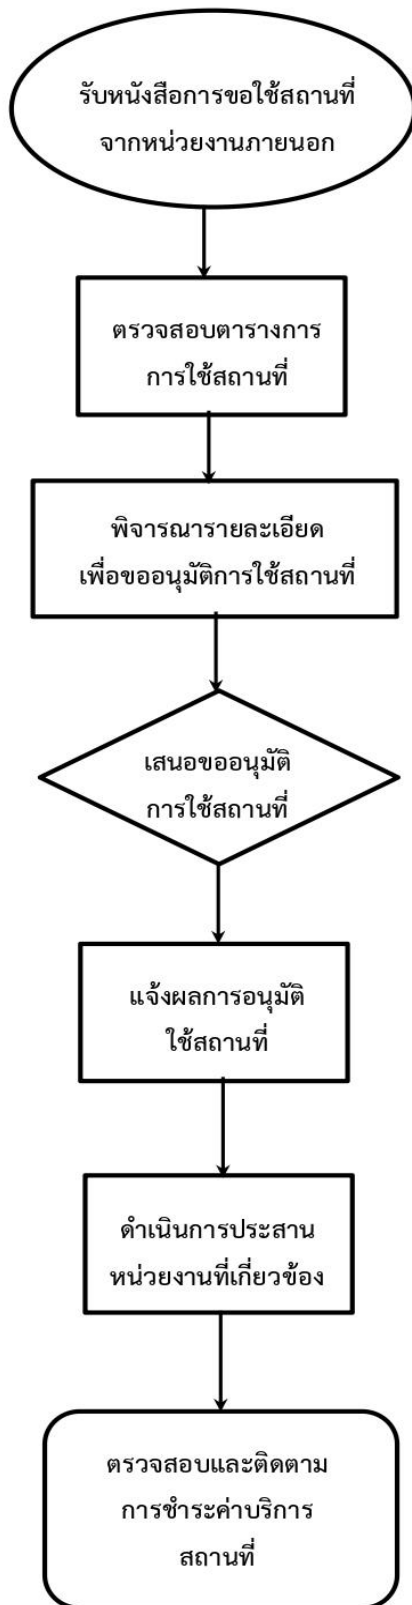 รับหนังสือการขอใช้สถานที่
จากหน่วยงานภายนอก
ตรวจสอบตารางการ
การใช้สถานที่
พิจารณารายละเอียด
เพื่อขออนุมัติการใช้สถานที่
เสนอขออนุมัติ
การใช้สถานที่
แจ้งผลการอนุมัติ
ใช้สถานที่
ดำเนินการประสาน
หน่วยงานที่เกี่ยวข้อง
ตรวจสอบและติดตาม
การชำระค่าบริการ
สถานที่